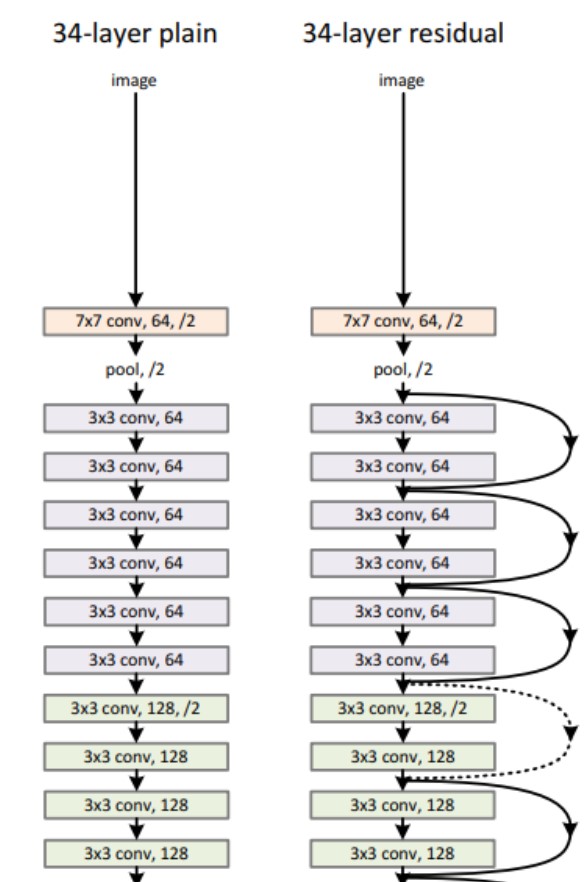 34-layer plain
image
7x7 conv, 64, /2
pool, /2
3x3 conv, 64
3x3 conv, 64
3x3 conv, 64
3x3 conv, 64
3x3 conv, 64
3x3 conv, 64
3x3 conv, 128, /2
3x3 conv, 128
3x3 conv, 128
3x3 conv, 128
34-layer residual
image
7x7 conv, 64, /2
pool, /2
3x3 conv, 64
3x3 conv, 64
3x3 conv, 64
3x3 conv, 64
3x3 conv, 64
3x3 conv, 64
3x3 conv, 128, /2
3x3 conv, 128
3x3 conv, 128
3x3 conv, 128